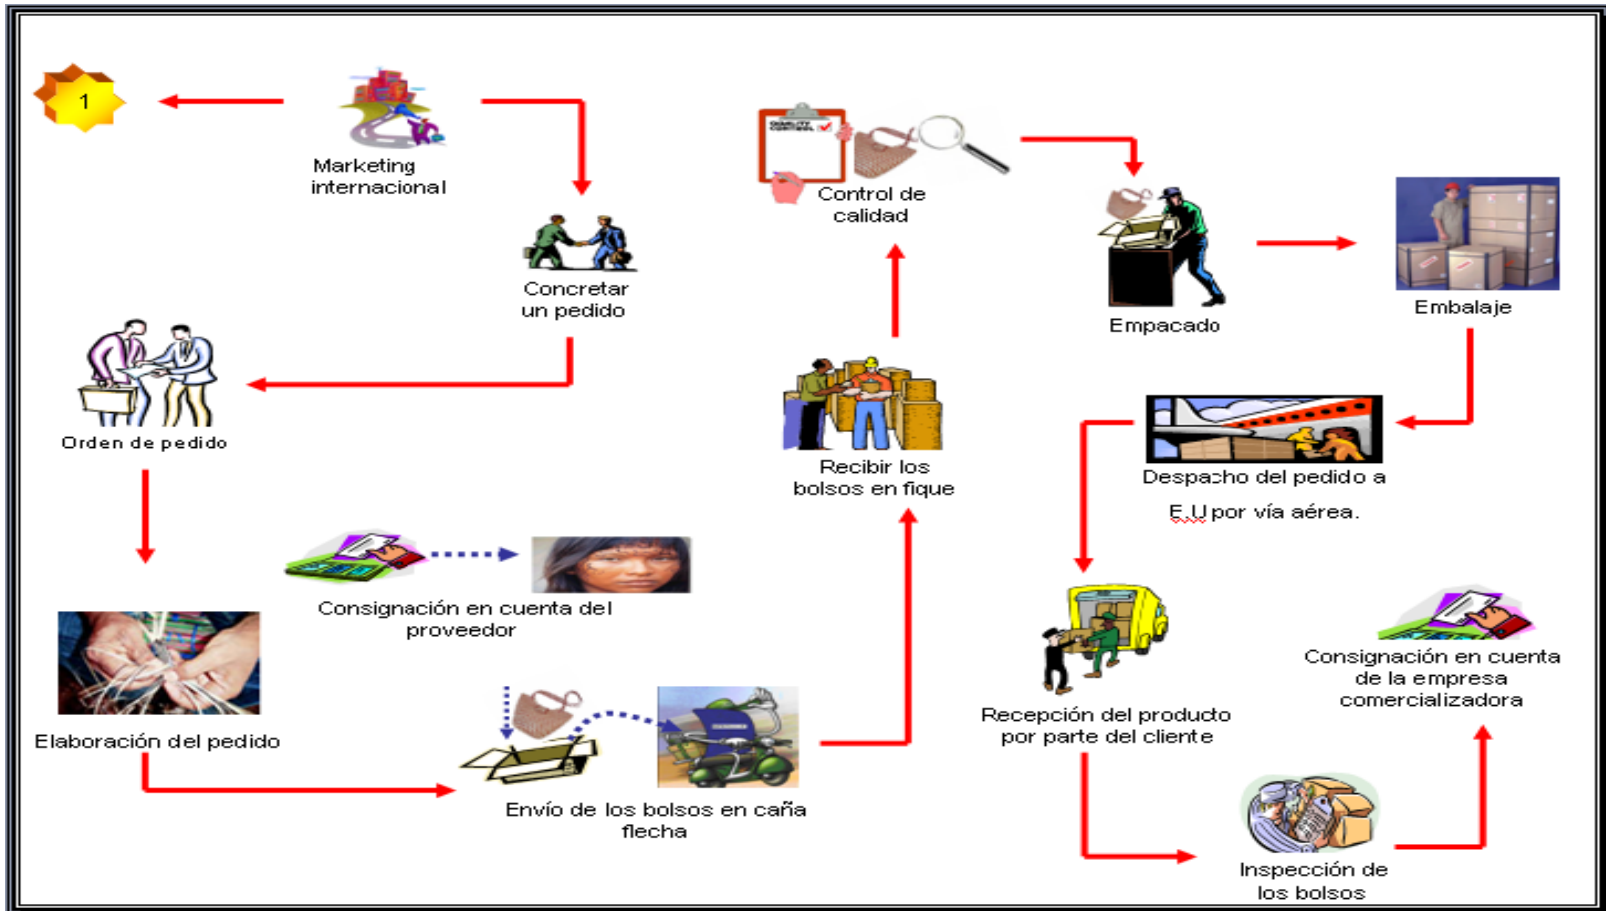 1
Marketing
internacional
Concretar
un pedido
Orden de pedido
Elaboración del pedido
Consignación en cuenta del
proveedor
Envío de los bolsos en caña
flecha
Recibir los
bolsos en fique
QUALITY
CONTROL
Control de
calidad
Empacado
Embalaje
Despacho del pedido a
E.U por vía aérea.
Recepción del producto
por parte del cliente
Inspección de
los bolsos
Consignación en cuenta
de la empresa
comercializadora